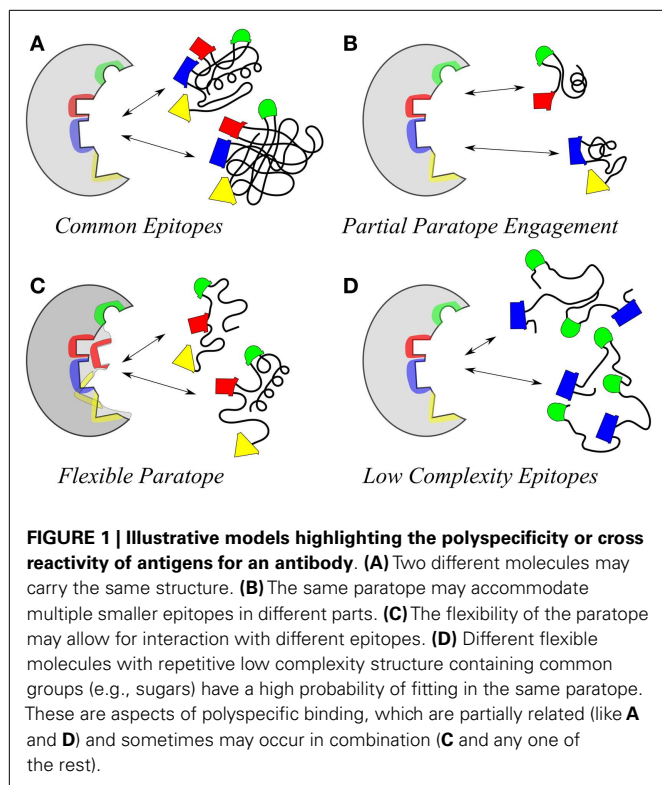 A
B
Common Epitopes
Partial Paratope Engagement
C
D
Flexible Paratope
Low Complexity Epitopes
FIGURE 1 | Illustrative models highlighting the polyspecificity or cross
reactivity of antigens for an antibody. (A) Two different molecules may
carry the same structure. (B) The same paratope may accommodate
multiple smaller epitopes in different parts. (C) The flexibility of the paratope
may allow for interaction with different epitopes. (D) Different flexible
molecules with repetitive low complexity structure containing common
groups (e.g., sugars) have a high probability of fitting in the same paratope.
These are aspects of polyspecific binding, which are partially related (like A
and D) and sometimes may occur in combination (C and any one of
the rest).